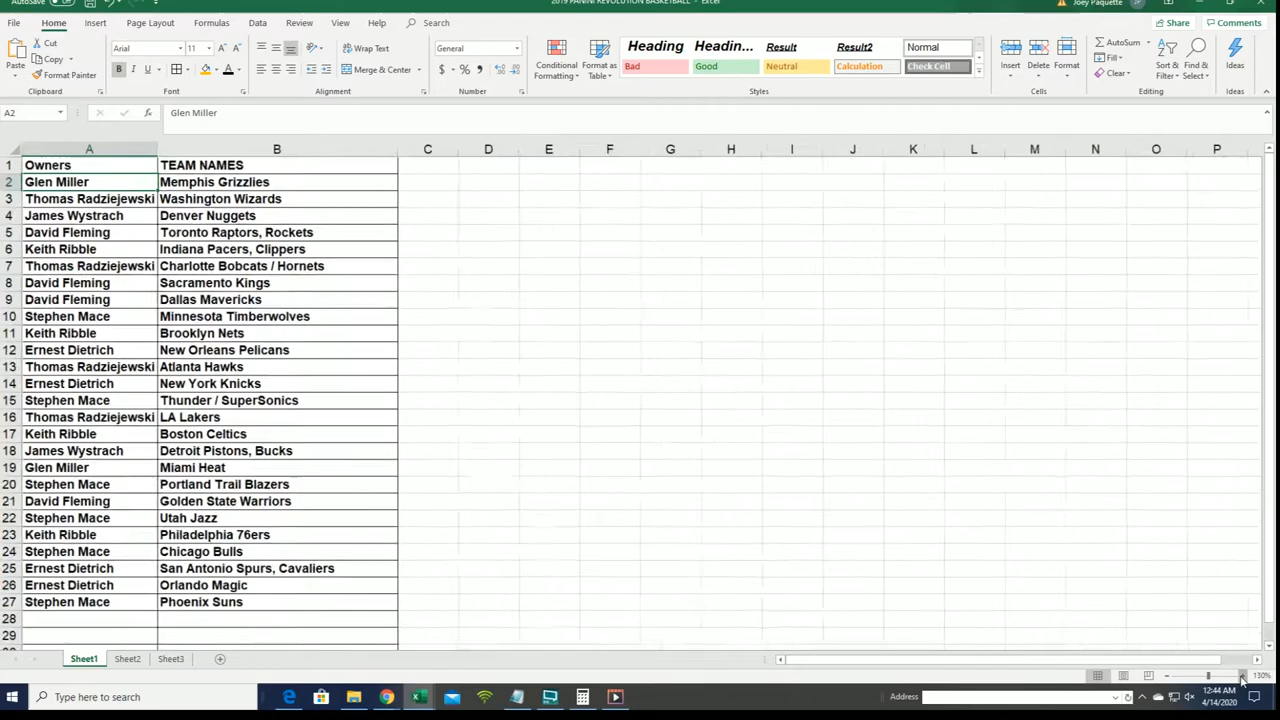 AutoSave Off 2019 PANINI REVOLUTION BASKETBALL - Excel Joey Paquette JP
File Home Insert Page Layout Formulas Data Review View Help Search Share Comments
Paste Cut Copy Format Painter Clipboard
Arial 11 B I U A A Font
Wrap Text Merge & Center Alignment
General $ % , Number
Conditional Formatting Format as Table
Heading Headin... Result Result2 Normal
Bad Good Neutral Calculation Check Cell
Styles
Insert Delete Format Cells
AutoSum Fill Clear Sort & Filter Find & Select Editing
Ideas Ideas
A2 fx Glen Miller
A B C D E F G H I J K L M N O P
1 Owners TEAM NAMES
2 Glen Miller Memphis Grizzlies
3 Thomas Radziejewski Washington Wizards
4 James Wystrach Denver Nuggets
5 David Fleming Toronto Raptors, Rockets
6 Keith Ribble Indiana Pacers, Clippers
7 Thomas Radziejewski Charlotte Bobcats / Hornets
8 David Fleming Sacramento Kings
9 David Fleming Dallas Mavericks
10 Stephen Mace Minnesota Timberwolves
11 Keith Ribble Brooklyn Nets
12 Ernest Dietrich New Orleans Pelicans
13 Thomas Radziejewski Atlanta Hawks
14 Ernest Dietrich New York Knicks
15 Stephen Mace Thunder / SuperSonics
16 Thomas Radziejewski LA Lakers
17 Keith Ribble Boston Celtics
18 James Wystrach Detroit Pistons, Bucks
19 Glen Miller Miami Heat
20 Stephen Mace Portland Trail Blazers
21 David Fleming Golden State Warriors
22 Stephen Mace Utah Jazz
23 Keith Ribble Philadelphia 76ers
24 Stephen Mace Chicago Bulls
25 Ernest Dietrich San Antonio Spurs, Cavaliers
26 Ernest Dietrich Orlando Magic
27 Stephen Mace Phoenix Suns
28
29
Sheet1 Sheet2 Sheet3
130%
Type here to search Address 12:44 AM
4/14/2020